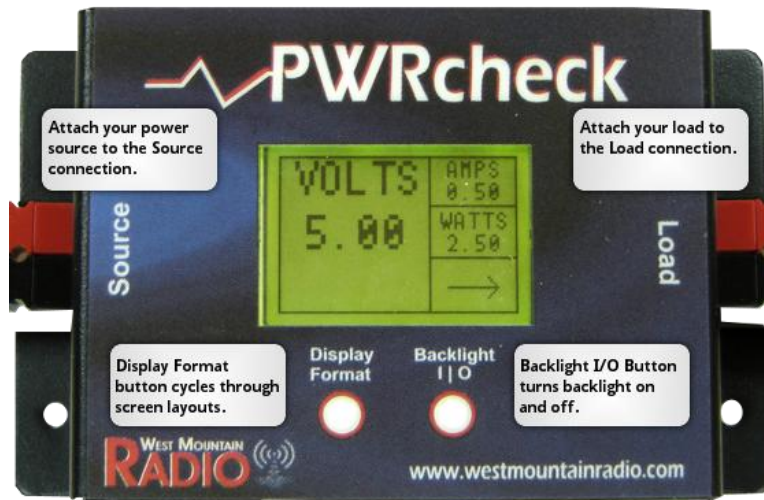 PWRcheck
Attach your power
source to the Source
connection.
Attach your load to
the Load connection.
Source
VOLTS
5.00
AMPS
0.50
WATTS
2.50
Load
Display Format
button cycles through
screen layouts.
Display
Format
Backlight
I|O
Backlight I/O Button
turns backlight on
and off.
WEST MOUNTAIN
RADIO
www.westmountainradio.com